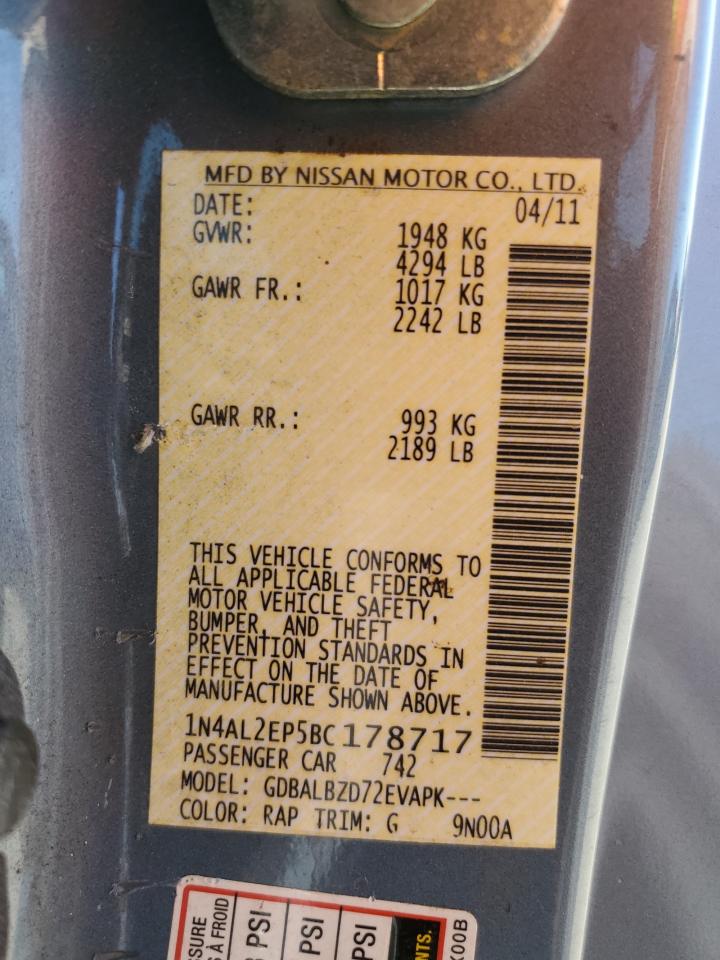 MFD BY NISSAN MOTOR CO., LTD.
DATE: 04/11
GVWR: 1948 KG
4294 LB
GAWR FR.: 1017 KG
2242 LB
GAWR RR.: 993 KG
2189 LB
THIS VEHICLE CONFORMS TO
ALL APPLICABLE FEDERAL
MOTOR VEHICLE SAFETY,
BUMPER, AND THEFT
PREVENTION STANDARDS IN
EFFECT ON THE DATE OF
MANUFACTURE SHOWN ABOVE.
1N4AL2EP5BC178717
PASSENGER CAR 742
MODEL: GDBALBZD72EVAPK---
COLOR: RAP TRIM: G 9N00A
À FROID
PSI
PSI
PSI